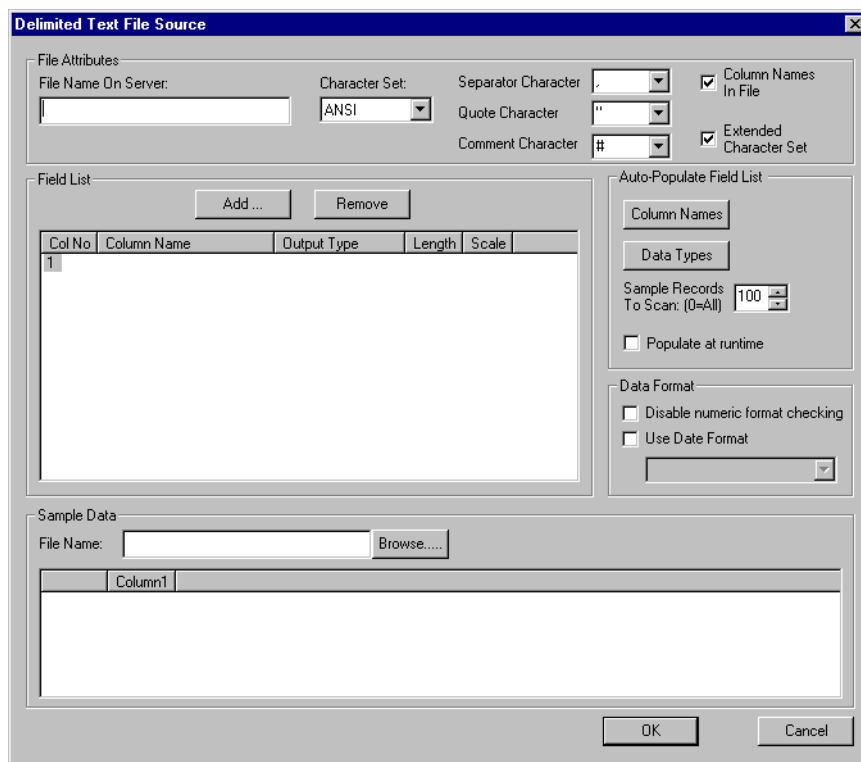 Delimited Text File Source
File Attributes
File Name On Server:
Character Set:
ANSI
Separator Character
,
Quote Character
"
Comment Character
#
Column Names
In File
Extended
Character Set
Field List
Add ...
Remove
Col No Column Name Output Type Length Scale
1
Auto-Populate Field List
Column Names
Data Types
Sample Records
To Scan: (0=All)
100
Populate at runtime
Data Format
Disable numeric format checking
Use Date Format
Sample Data
File Name:
Browse.....
Column1
OK
Cancel